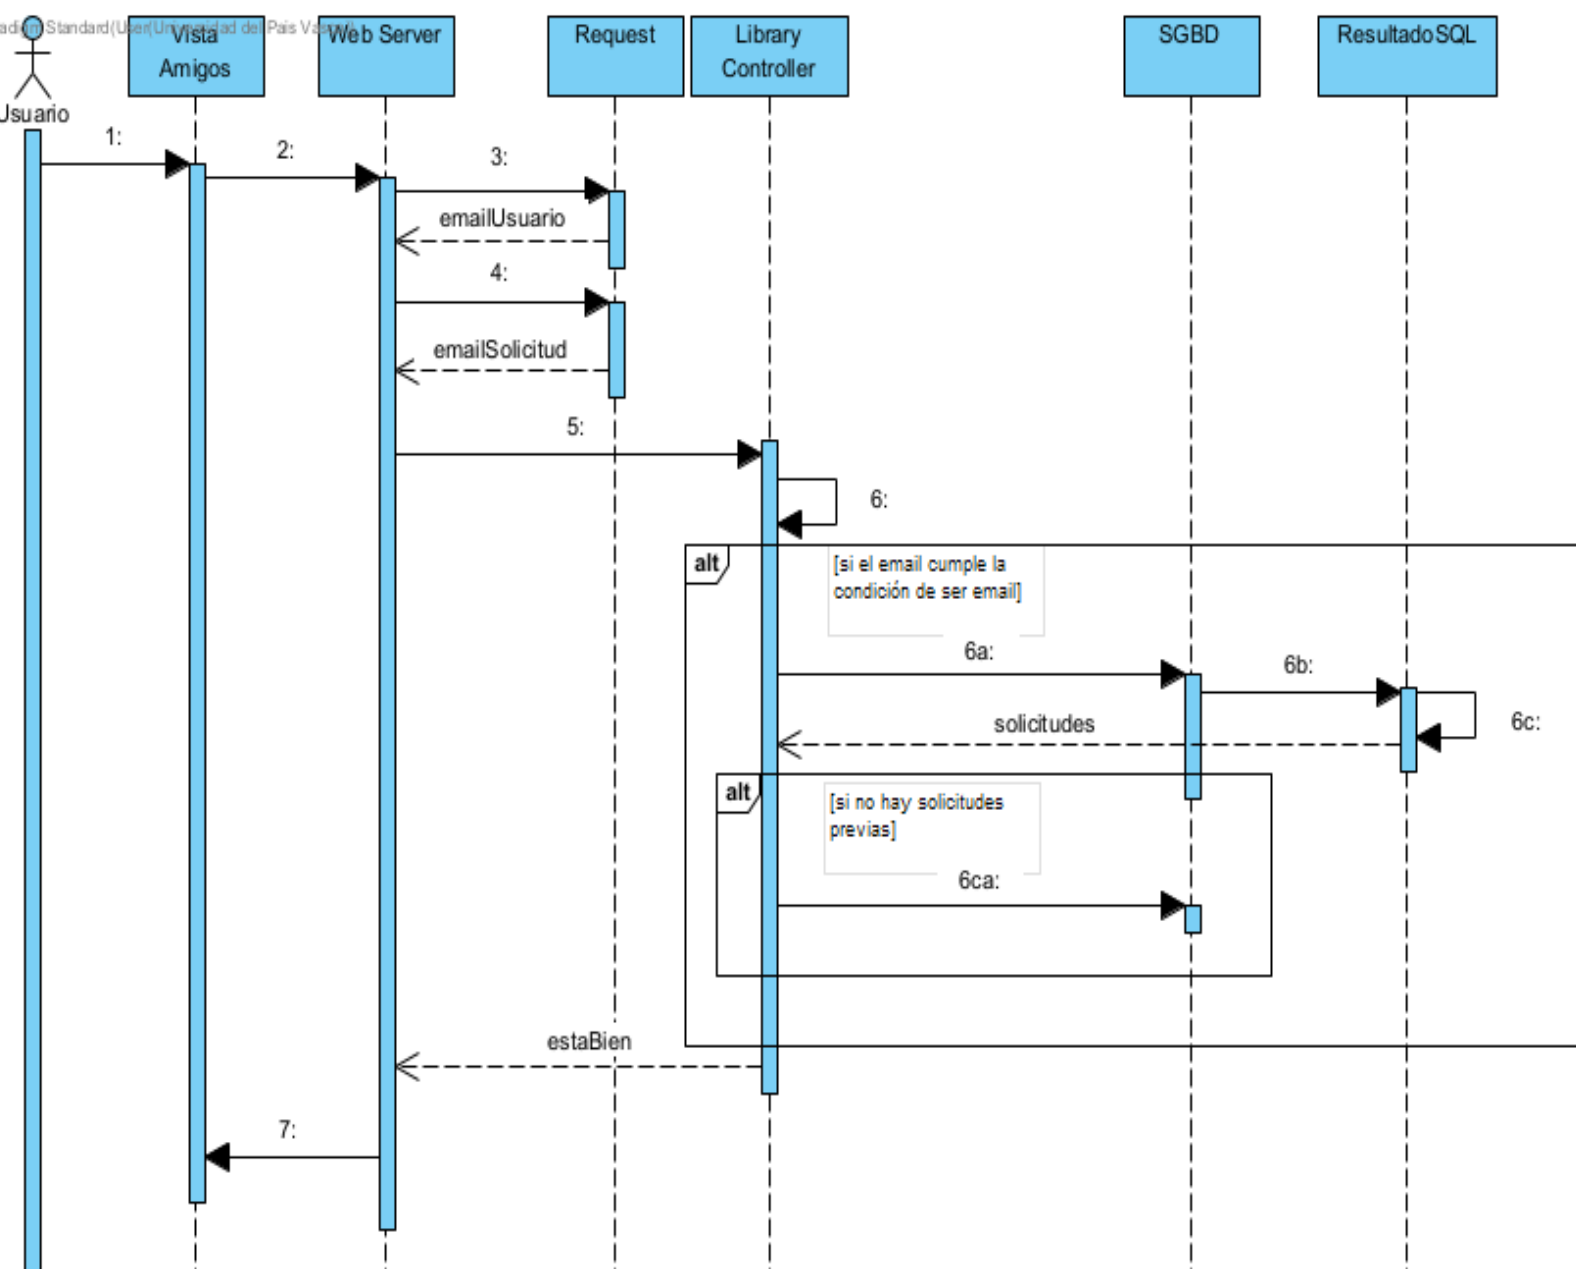 Standard(
Vista
Amigos
Web Server
Request
Library
Controller
SGBD
ResultadoSQL
Usuario
1:
2:
3:
emailUsuario
4:
emailSolicitud
5:
6:
alt
[si el email cumple la
condición de ser email]
6a:
6b:
6c:
solicitudes
alt
[si no hay solicitudes
previas]
6ca:
estaBien
7: